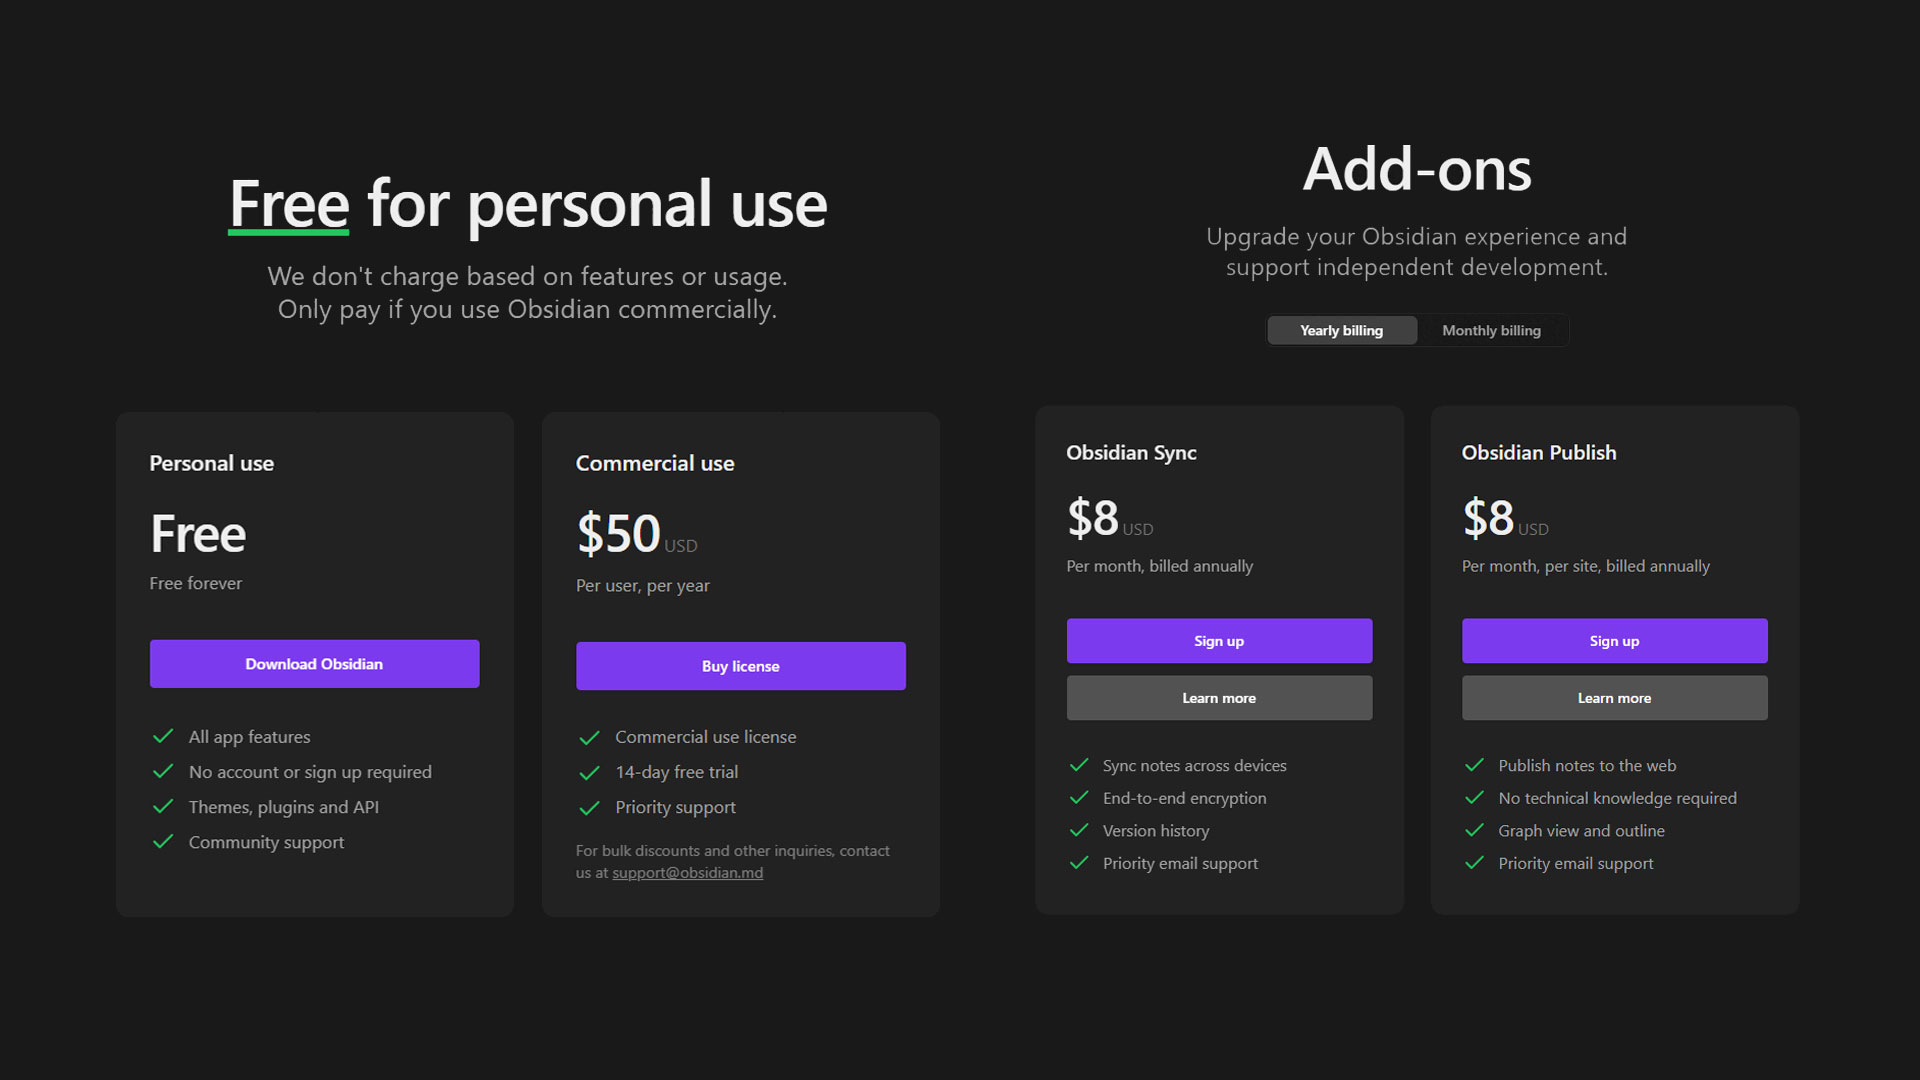 Free for personal use
We don't charge based on features or usage.
Only pay if you use Obsidian commercially.
Personal use
Free
Free forever
Download Obsidian
All app features
No account or sign up required
Themes, plugins and API
Community support
Commercial use
$50 USD
Per user, per year
Buy license
Commercial use license
14-day free trial
Priority support
For bulk discounts and other inquiries, contact
us at support@obsidian.md
Add-ons
Upgrade your Obsidian experience and
support independent development.
Yearly billing
Monthly billing
Obsidian Sync
$8 USD
Per month, billed annually
Sign up
Learn more
Sync notes across devices
End-to-end encryption
Version history
Priority email support
Obsidian Publish
$8 USD
Per month, per site, billed annually
Sign up
Learn more
Publish notes to the web
No technical knowledge required
Graph view and outline
Priority email support